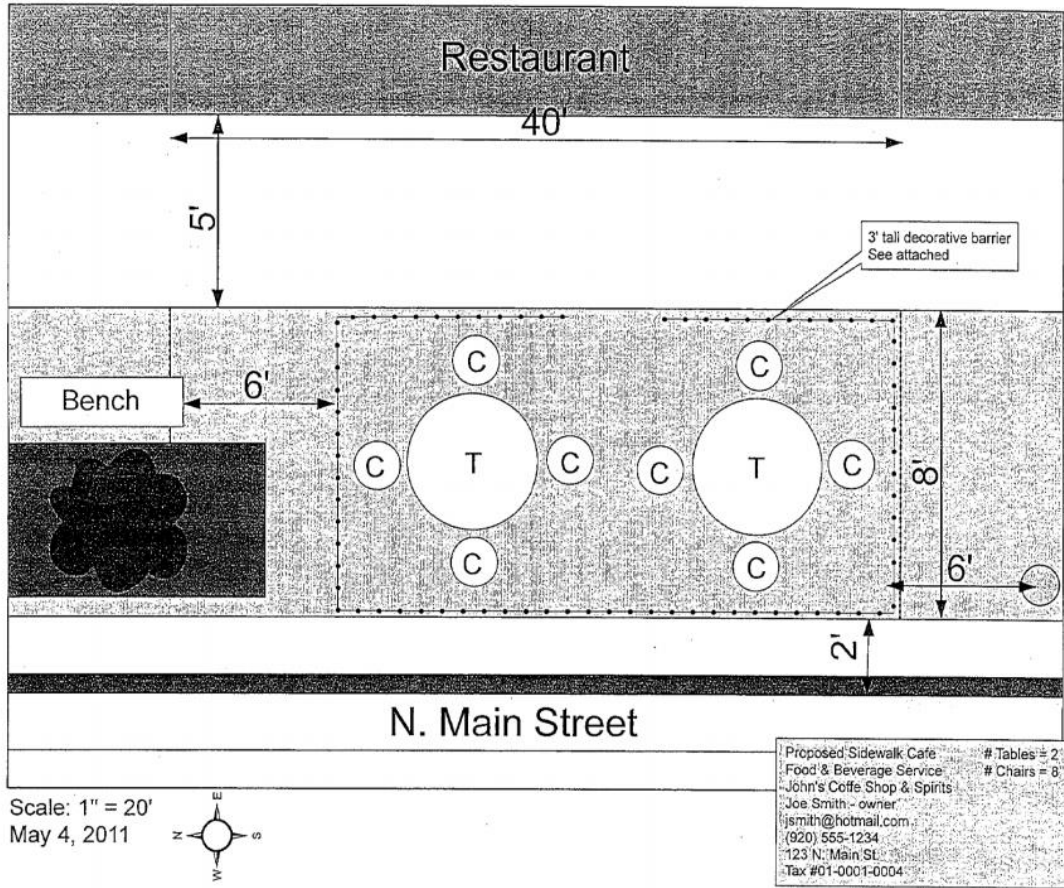 Restaurant
40'
5'
3' tall decorative barrier
See attached
Bench
6'
C
C
C
T
C
C
T
C
8'
C
C
6'
2'
N. Main Street
Proposed Sidewalk Cafe # Tables = 2
Food & Beverage Service # Chairs = 8
John's Coffe Shop & Spirits
Joe Smith - owner
jsmith@hotmail.com
(920) 555-1234
123 N. Main St.
Tax #01-0001-0004
Scale: 1" = 20'
May 4, 2011
E
N
S
W